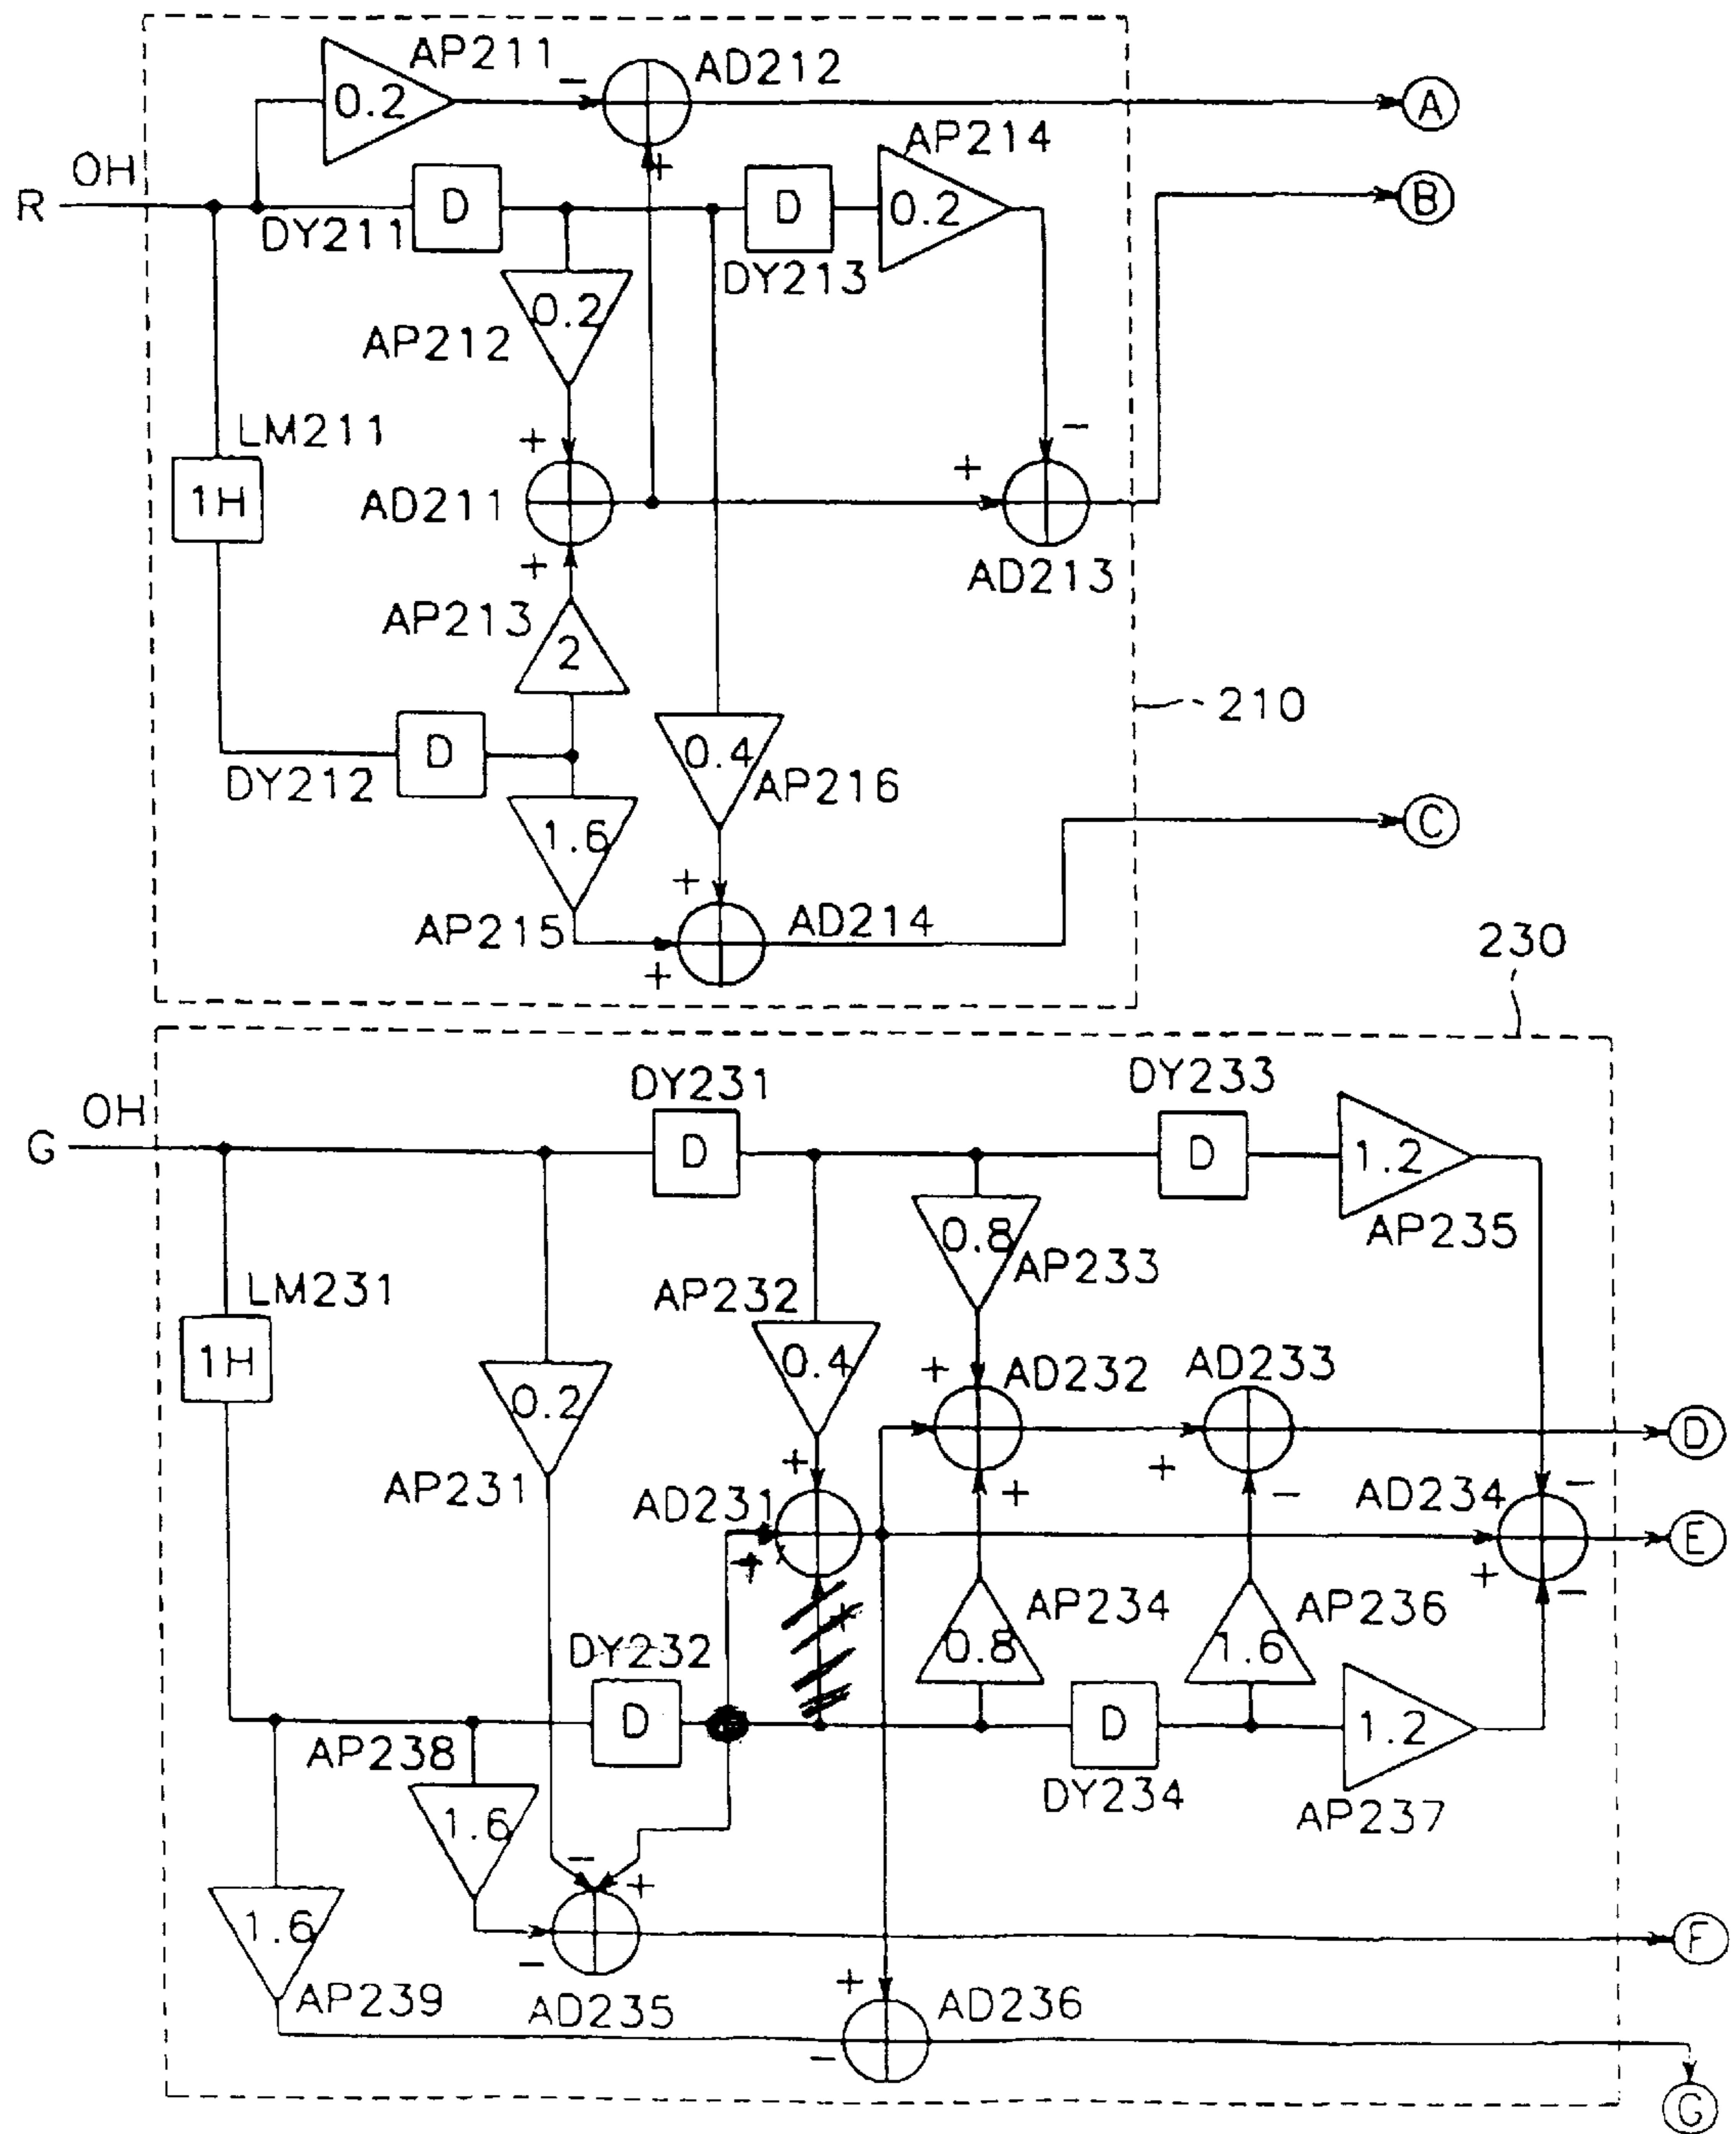 AP211
AD212
0.2
−
+
A
OH
R
DY211
D
D
DY213
AP214
0.2
B
0.2
AP212
LM211
1H
+
AD211
+
+
−
AD213
AP213
2
210
DY212
D
0.4
AP216
1.6
AP215
+
+
AD214
C
230
OH
G
DY231
D
DY233
D
1.2
AP235
LM231
1H
0.8
AP233
AP232
0.4
0.2
AP231
+
AD232
AD233
+
+
−
D
+
AD231
+
+
AD234
−
+
−
E
DY232
D
AP234
0.8
AP236
1.6
D
DY234
1.2
AP237
AP238
1.6
−
+
−
AD235
F
1.6
AP239
+
AD236
−
G